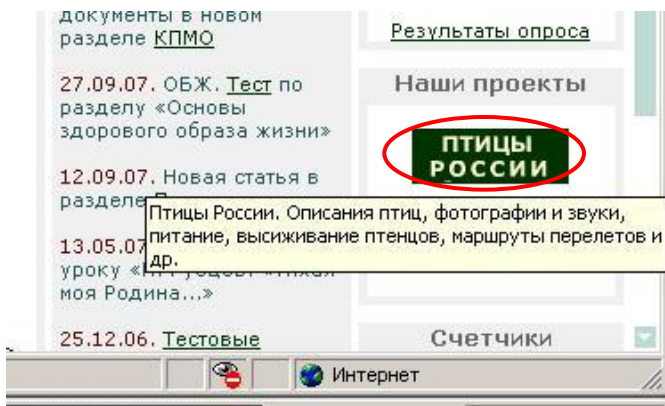 документы в новом
разделе КПМО
27.09.07. ОБЖ. Тест по
разделу «Основы
здорового образа жизни»
12.09.07. Новая статья в
разделе
13.05.07
уроку «Н.М. Рубцов. «Тихая
моя Родина...»
25.12.06. Тестовые
Результаты опроса
Наши проекты
ПТИЦЫ
РОССИИ
Птицы России. Описания птиц, фотографии и звуки,
питание, высиживание птенцов, маршруты перелетов и
др.
Счетчики
Интернет